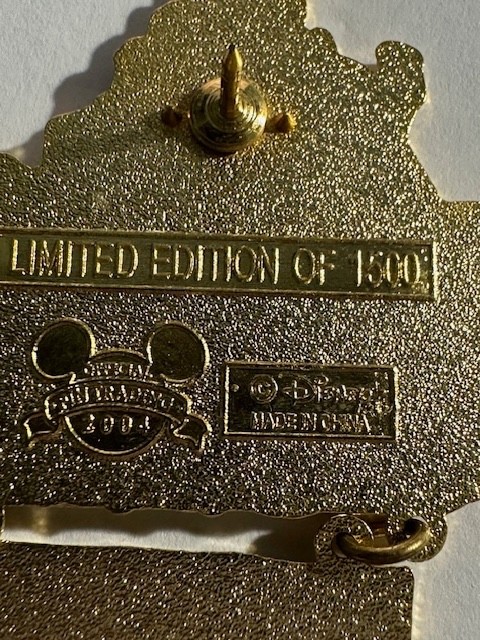 LIMITED EDITION OF 1500
OFFICIAL
PIN TRADING
2004
© Disney
MADE IN CHINA